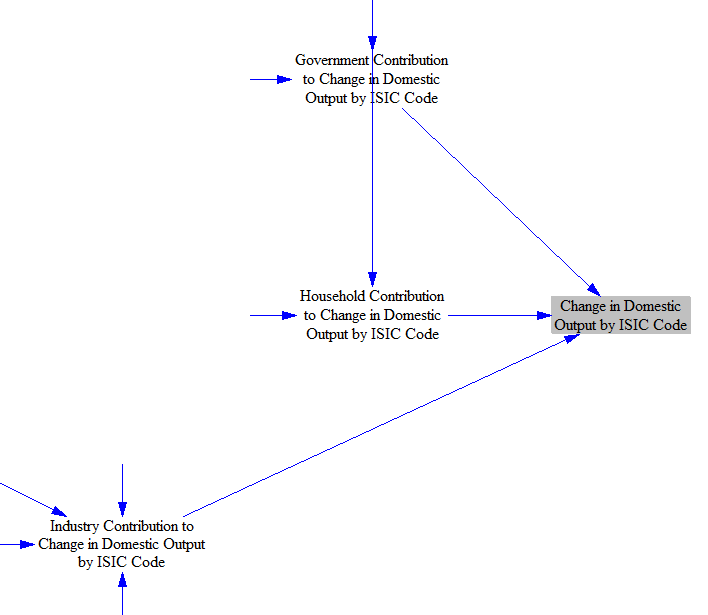 Government Contribution
to Change in Domestic
Output by ISIC Code
Household Contribution
to Change in Domestic
Output by ISIC Code
Change in Domestic
Output by ISIC Code
Industry Contribution to
Change in Domestic Output
by ISIC Code